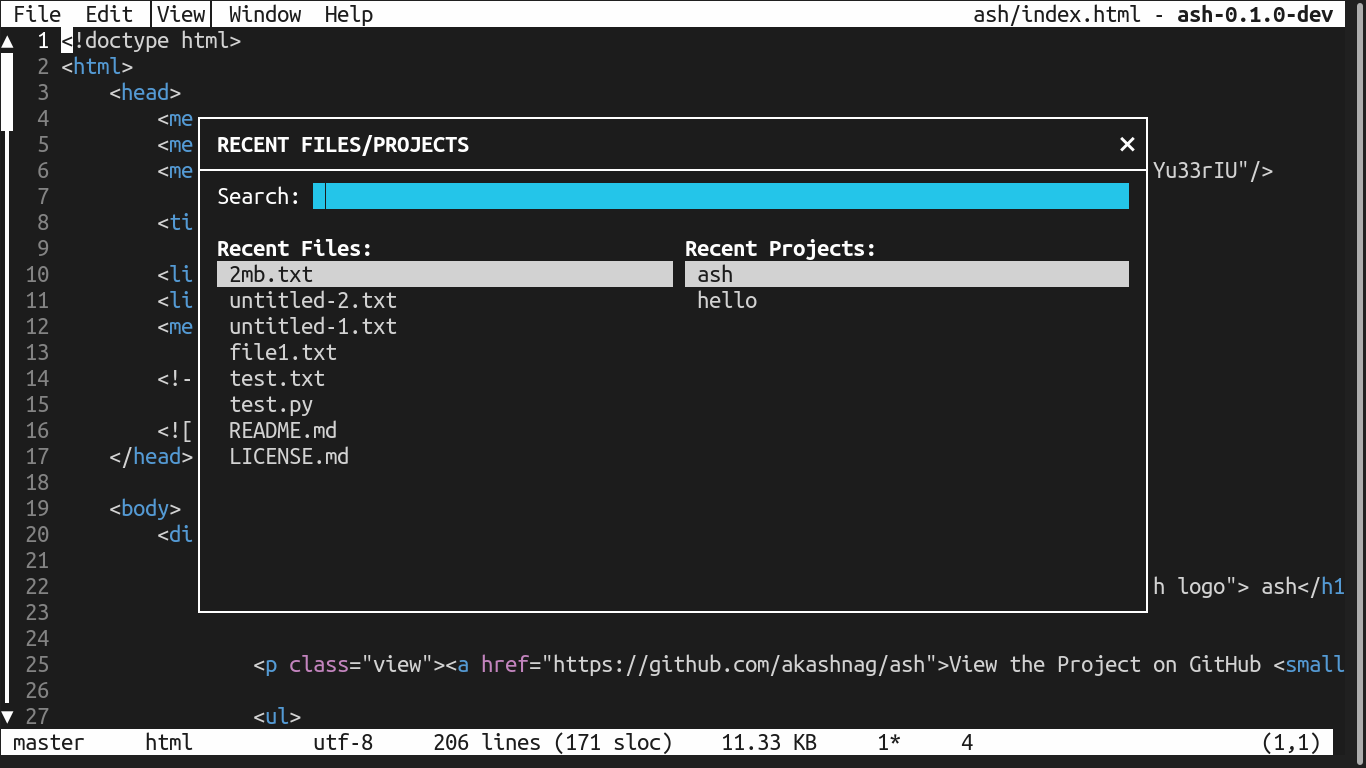 File Edit View Window Help ash/index.html - ash-0.1.0-dev
▲ 1 <!doctype html>
2 <html>
3 <head>
4 <me
RECENT FILES/PROJECTS ×
5 <me
6 <me Yu33rIU"/>
Search:
7
8 <ti
9
Recent Files: Recent Projects:
10 <li
2mb.txt ash
11 <li
untitled-2.txt hello
12 <me
untitled-1.txt
13
file1.txt
14 <!-
test.txt
15
test.py
16 <![
README.md
17 </head>
LICENSE.md
18
19 <body>
20 <di
21
22 h logo"> ash</h1
23
24
25 <p class="view"><a href="https://github.com/akashnag/ash">View the Project on GitHub <small
26
▼ 27 <ul>
master html utf-8 206 lines (171 sloc) 11.33 KB 1* 4 (1,1)